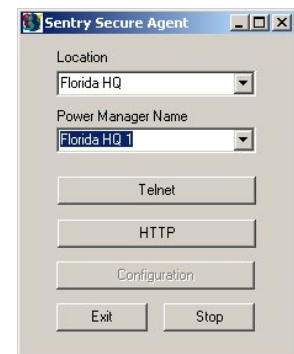 Sentry Secure Agent
Location
Florida HQ
Power Manager Name
Florida HQ 1
Telnet
HTTP
Configuration
Exit Stop